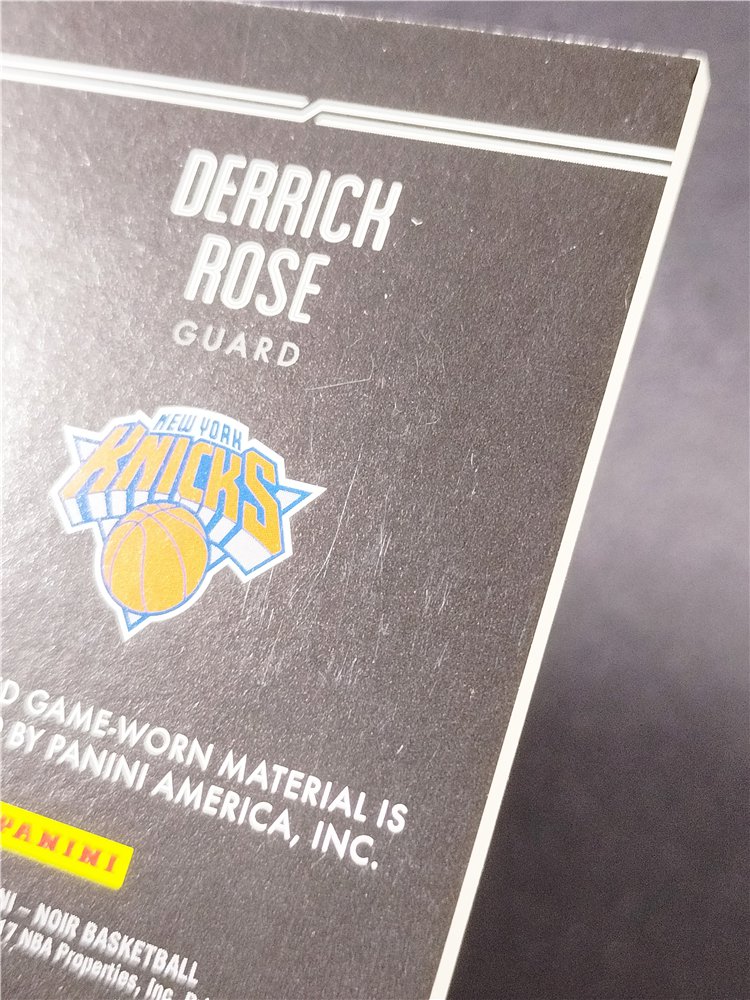 DERRICK
ROSE
GUARD
NEW YORK
KNICKS
GAME-WORN MATERIAL IS
BY PANINI AMERICA, INC.
PANINI
– NOIR BASKETBALL
NBA Properties, Inc.